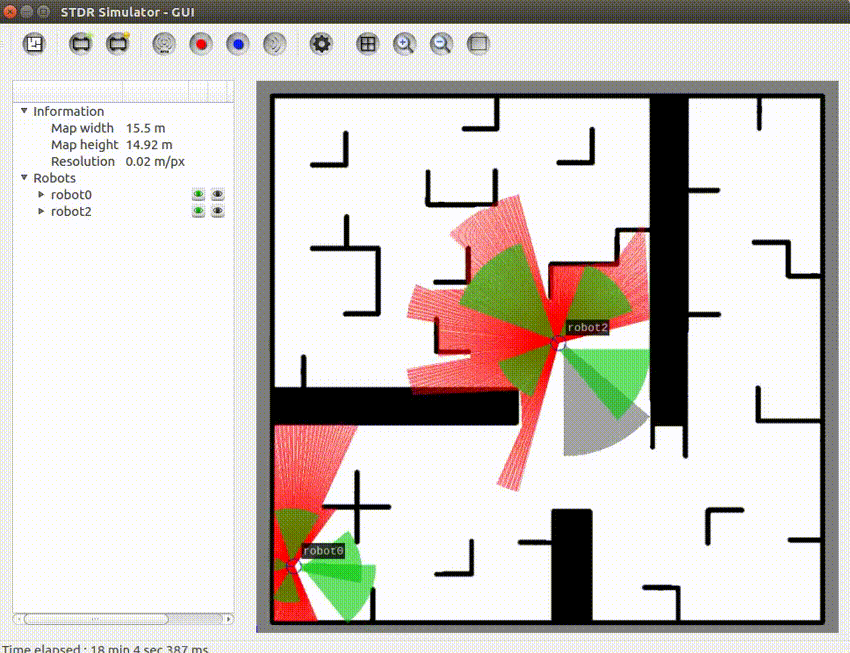 STDR Simulator - GUI
Information
Map width 15.5 m
Map height 14.92 m
Resolution 0.02 m/px
Robots
robot0
robot2
robot2
robot0
Time elapsed : 18 min 4 sec 387 ms